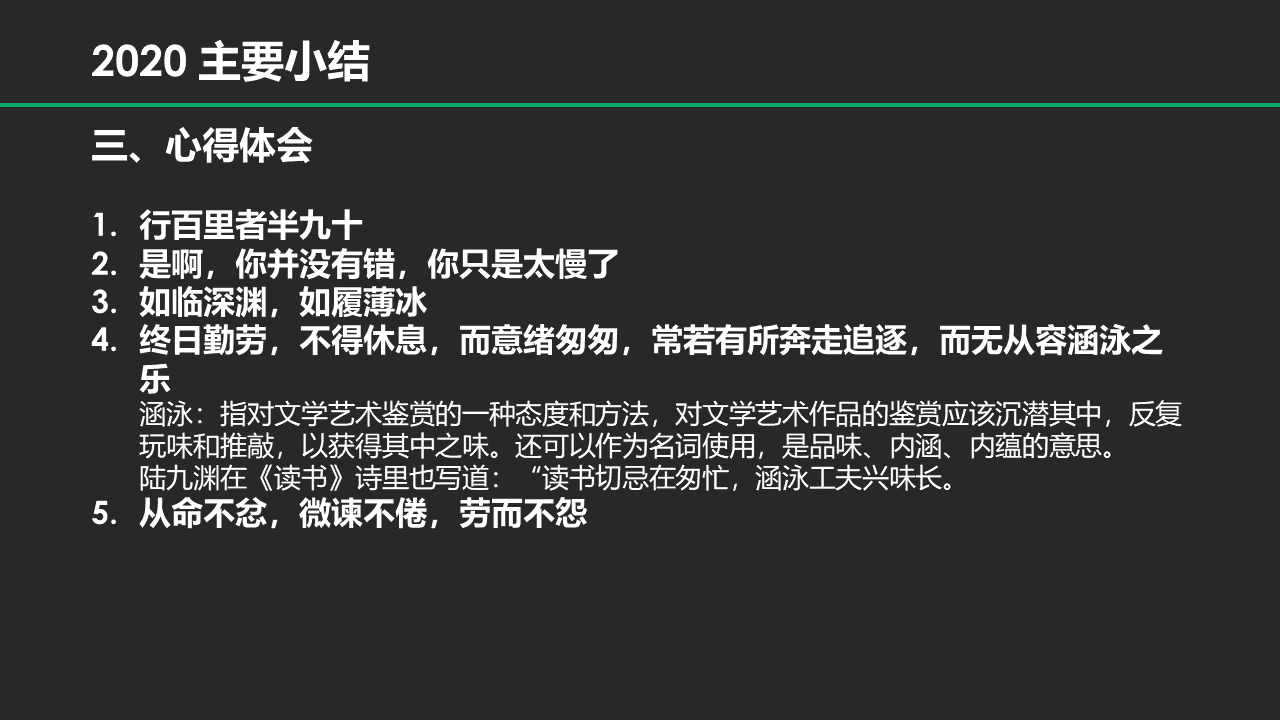 2020 主要小结
三、心得体会
1. 行百里者半九十
2. 是啊，你并没有错，你只是太慢了
3. 如临深渊，如履薄冰
4. 终日勤劳，不得休息，而意绪匆匆，常若有所奔走追逐，而无从容涵泳之
乐
涵泳：指对文学艺术鉴赏的一种态度和方法，对文学艺术作品的鉴赏应该沉潜其中，反复
玩味和推敲，以获得其中之味。还可以作为名词使用，是品味、内涵、内蕴的意思。
陆九渊在《读书》诗里也写道：“读书切忌在匆忙，涵泳工夫兴味长。
5. 从命不忿，微谏不倦，劳而不怨